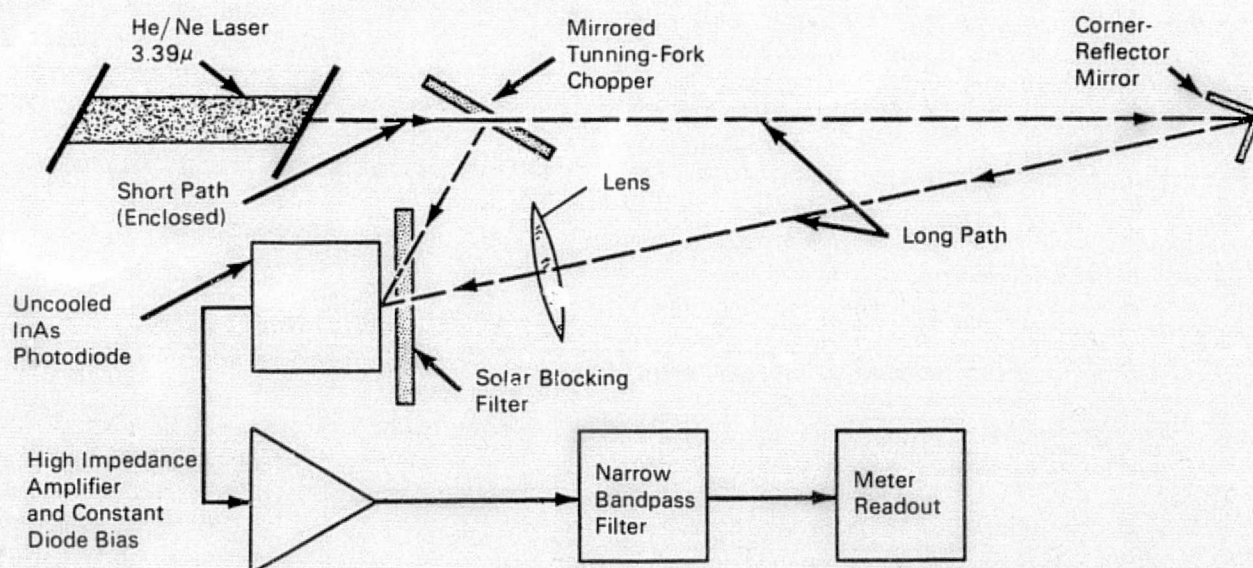 He/Ne Laser
3.39μ
Mirrored
Tunning-Fork
Chopper
Corner-
Reflector
Mirror
Short Path
(Enclosed)
Lens
Long Path
Uncooled
InAs
Photodiode
Solar Blocking
Filter
High Impedance
Amplifier
and Constant
Diode Bias
Narrow
Bandpass
Filter
Meter
Readout